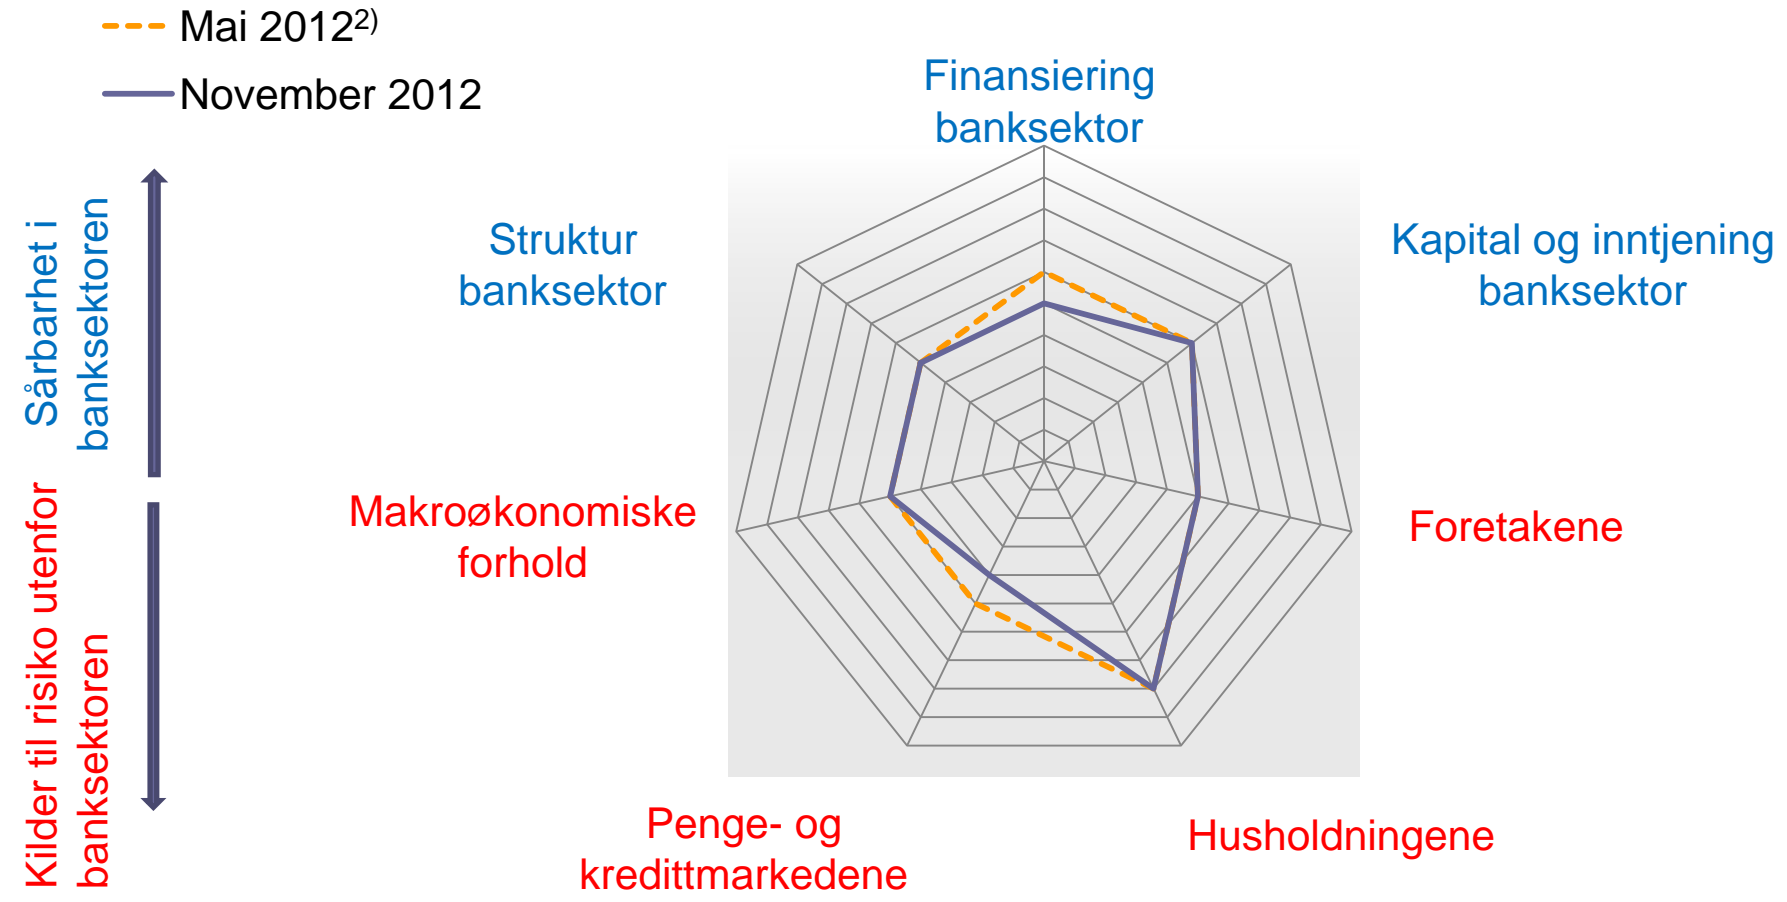 Mai 2012²⁾
November 2012
Finansiering
banksektor
Sårbarhet i
banksektoren
Struktur
banksektor
Kapital og inntjening
banksektor
Kilder til risiko utenfor
banksektoren
Makroøkonomiske
forhold
Foretakene
Penge- og
kredittmarkedene
Husholdningene